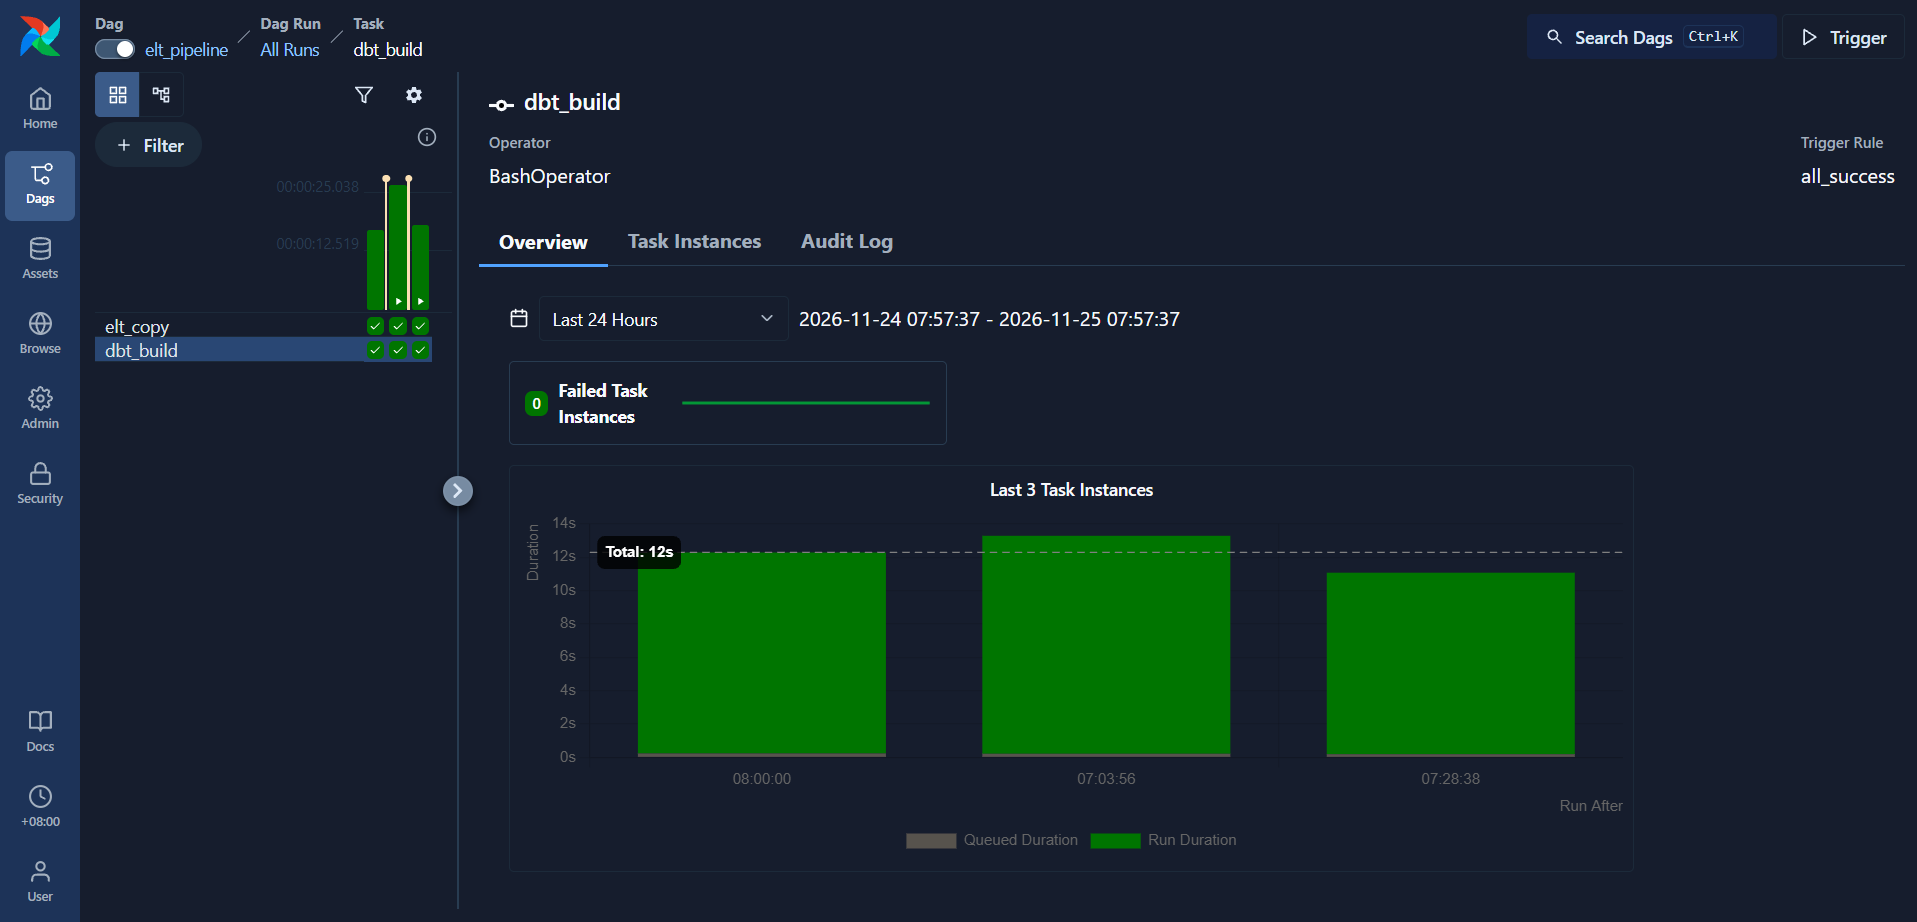 Dag
elt_pipeline
Dag Run
All Runs
Task
dbt_build
Search Dags Ctrl+K
Trigger
Home
Dags
Assets
Browse
Admin
Security
Docs
+08:00
User
Filter
00:00:25.038
00:00:12.519
elt_copy
dbt_build
dbt_build
Operator
BashOperator
Trigger Rule
all_success
Overview
Task Instances
Audit Log
Last 24 Hours
2026-11-24 07:57:37 - 2026-11-25 07:57:37
0
Failed Task
Instances
Last 3 Task Instances
Duration
14s
12s
10s
8s
6s
4s
2s
0s
Total: 12s
08:00:00
07:03:56
07:28:38
Run After
Queued Duration
Run Duration